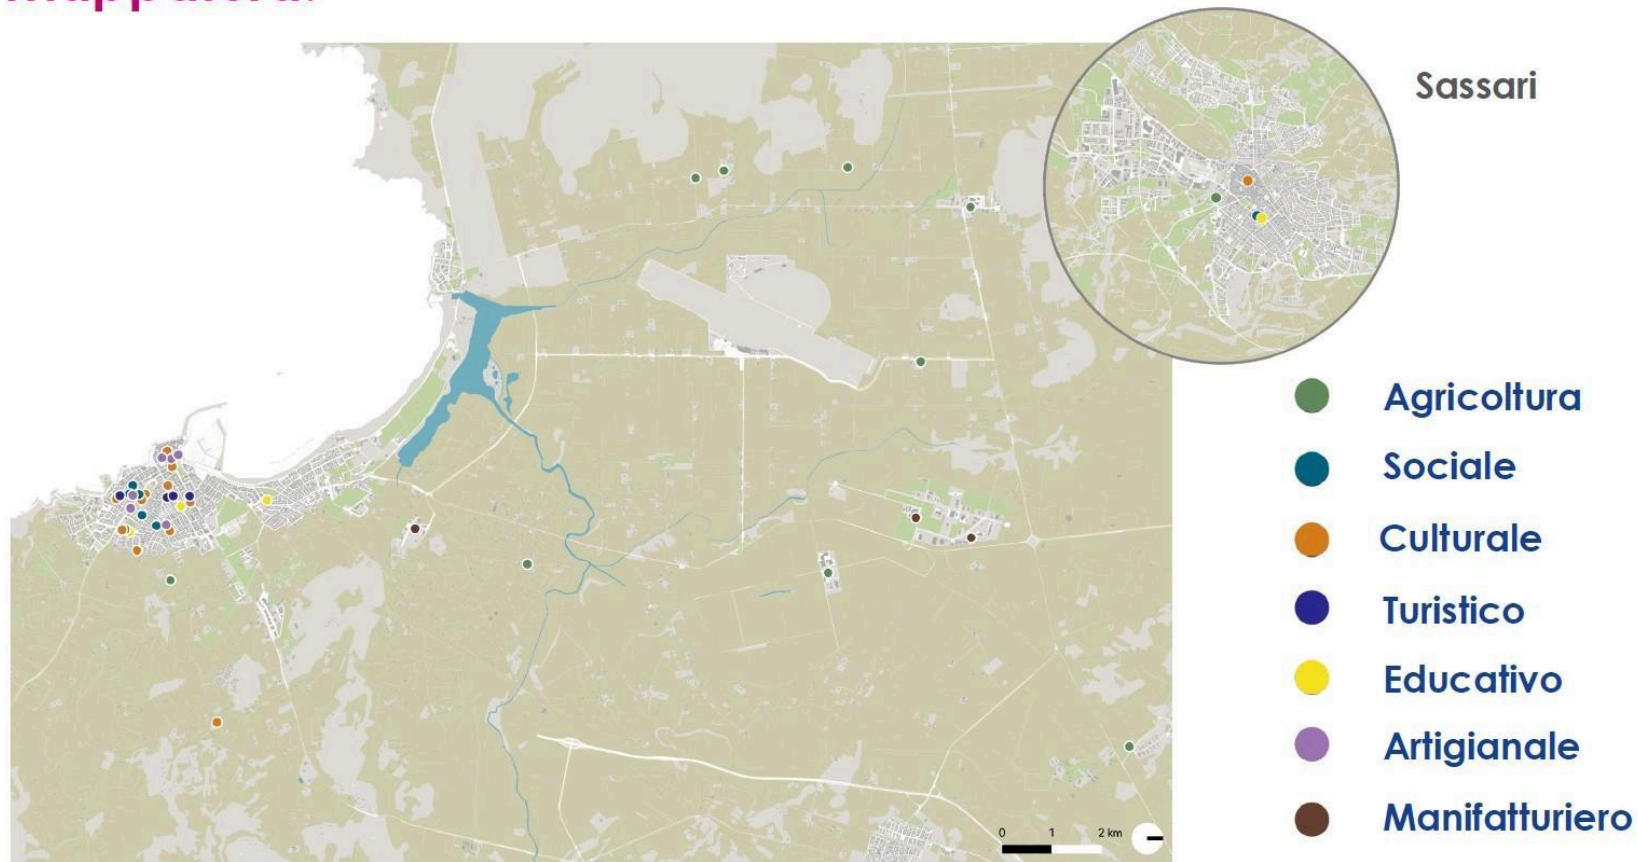 Sassari
Agricoltura
Sociale
Culturale
Turistico
Educativo
Artigianale
Manifatturiero
0 1 2 km